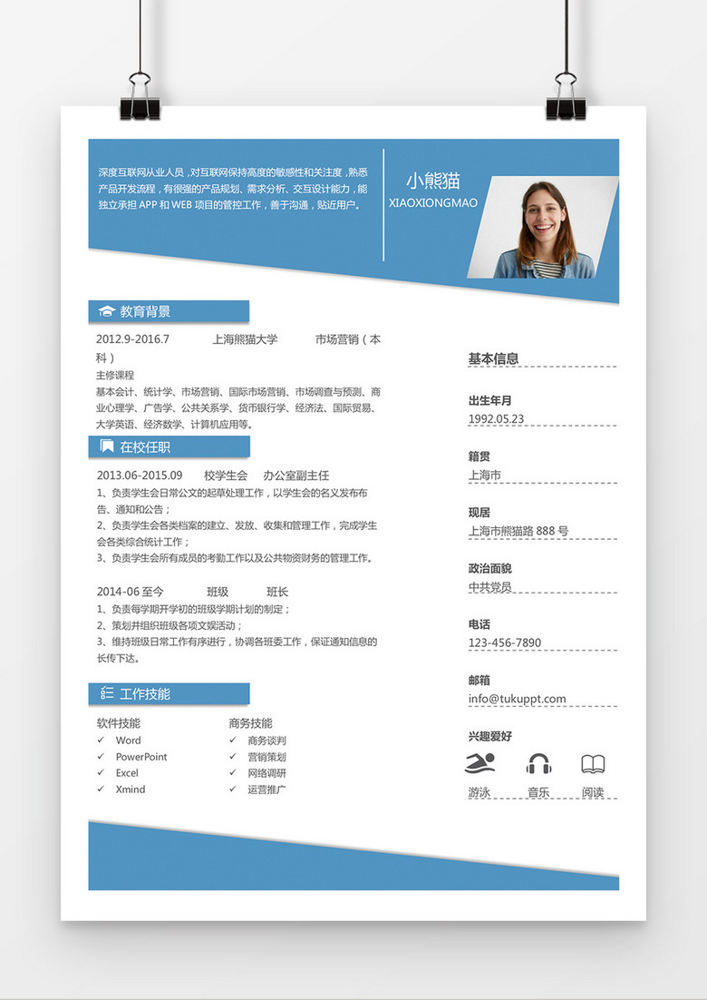 深度互联网从业人员，对互联网保持高度的敏感性和关注度，熟悉
产品开发流程，有很强的产品规划、需求分析、交互设计能力，能
独立承担 APP 和 WEB 项目的管控工作，善于沟通，贴近用户。
小熊猫
XIAOXIONGMAO
教育背景
2012.9-2016.7 上海熊猫大学 市场营销（本
科）
主修课程
基本会计、统计学、市场营销、国际市场营销、市场调查与预测、商
业心理学、广告学、公共关系学、货币银行学、经济法、国际贸易、
大学英语、经济数学、计算机应用等。
在校任职
2013.06-2015.09 校学生会 办公室副主任
1、负责学生会日常公文的起草处理工作，以学生会的名义发布布
告、通知和公告；
2、负责学生会各类档案的建立、发放、收集和管理工作，完成学生
会各类综合统计工作；
3、负责学生会所有成员的考勤工作以及公共物资财务的管理工作。
2014-06 至今 班级 班长
1、负责每学期开学初的班级学期计划的制定；
2、策划并组织班级各项文娱活动；
3、维持班级日常工作有序进行，协调各班委工作，保证通知信息的
长传下达。
工作技能
软件技能 商务技能
✓ Word ✓ 商务谈判
✓ PowerPoint ✓ 营销策划
✓ Excel ✓ 网络调研
✓ Xmind ✓ 运营推广
基本信息
出生年月
1992.05.23
籍贯
上海市
现居
上海市熊猫路 888 号
政治面貌
中共党员
电话
123-456-7890
邮箱
info@tukuppt.com
兴趣爱好
游泳 音乐 阅读